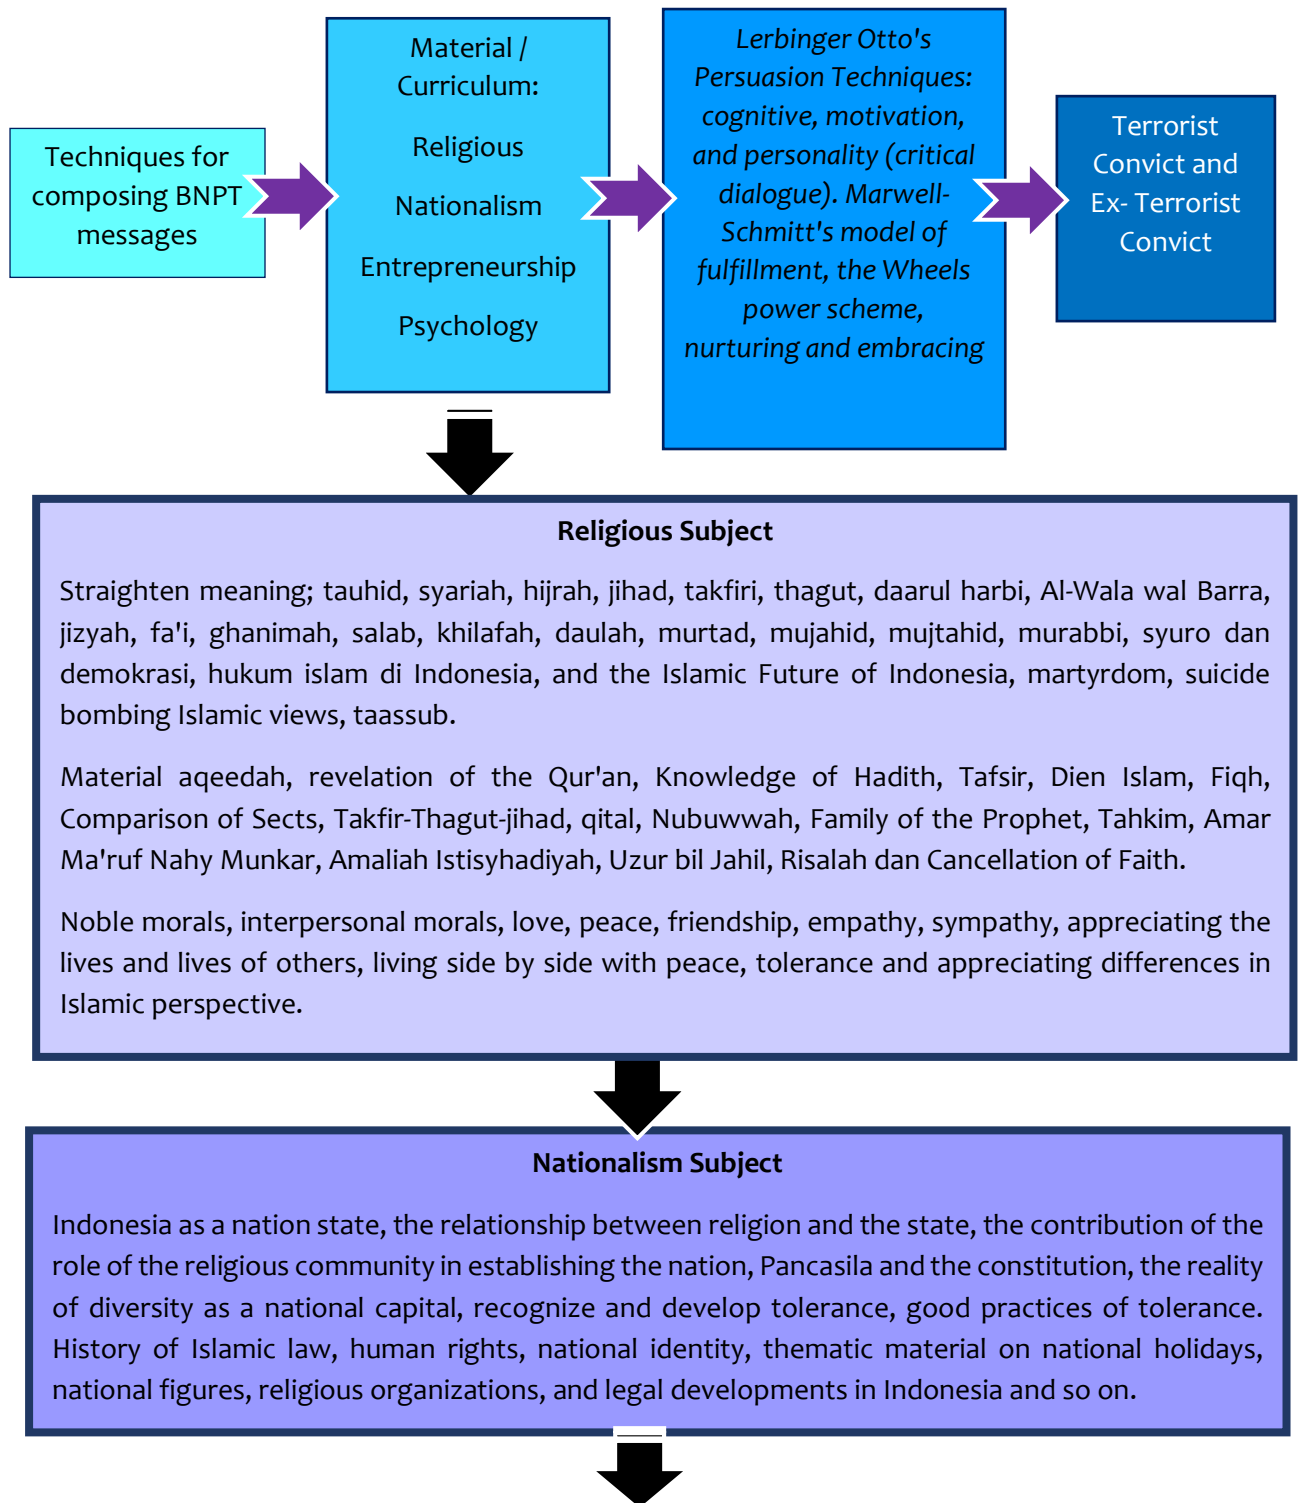 Techniques for
composing BNPT
messages
Material /
Curriculum:
Religious
Nationalism
Entrepreneurship
Psychology
Lerbinger Otto's
Persuasion Techniques:
cognitive, motivation,
and personality (critical
dialogue). Marwell-
Schmitt's model of
fulfillment, the Wheels
power scheme,
nurturing and embracing
Terrorist
Convict and
Ex- Terrorist
Convict
Religious Subject
Straighten meaning; tauhid, syariah, hijrah, jihad, takfiri, thagut, daarul harbi, Al-Wala wal Barra,
jizyah, fa'i, ghanimah, salab, khilafah, daulah, murtad, mujahid, mujtahid, murabbi, syuro dan
demokrasi, hukum islam di Indonesia, and the Islamic Future of Indonesia, martyrdom, suicide
bombing Islamic views, taassub.
Material aqeedah, revelation of the Qur'an, Knowledge of Hadith, Tafsir, Dien Islam, Fiqh,
Comparison of Sects, Takfir-Thagut-jihad, qital, Nubuwwah, Family of the Prophet, Tahkim, Amar
Ma'ruf Nahy Munkar, Amaliah Istisyhadiyah, Uzur bil Jahil, Risalah dan Cancellation of Faith.
Noble morals, interpersonal morals, love, peace, friendship, empathy, sympathy, appreciating the
lives and lives of others, living side by side with peace, tolerance and appreciating differences in
Islamic perspective.
Nationalism Subject
Indonesia as a nation state, the relationship between religion and the state, the contribution of the
role of the religious community in establishing the nation, Pancasila and the constitution, the reality
of diversity as a national capital, recognize and develop tolerance, good practices of tolerance.
History of Islamic law, human rights, national identity, thematic material on national holidays,
national figures, religious organizations, and legal developments in Indonesia and so on.